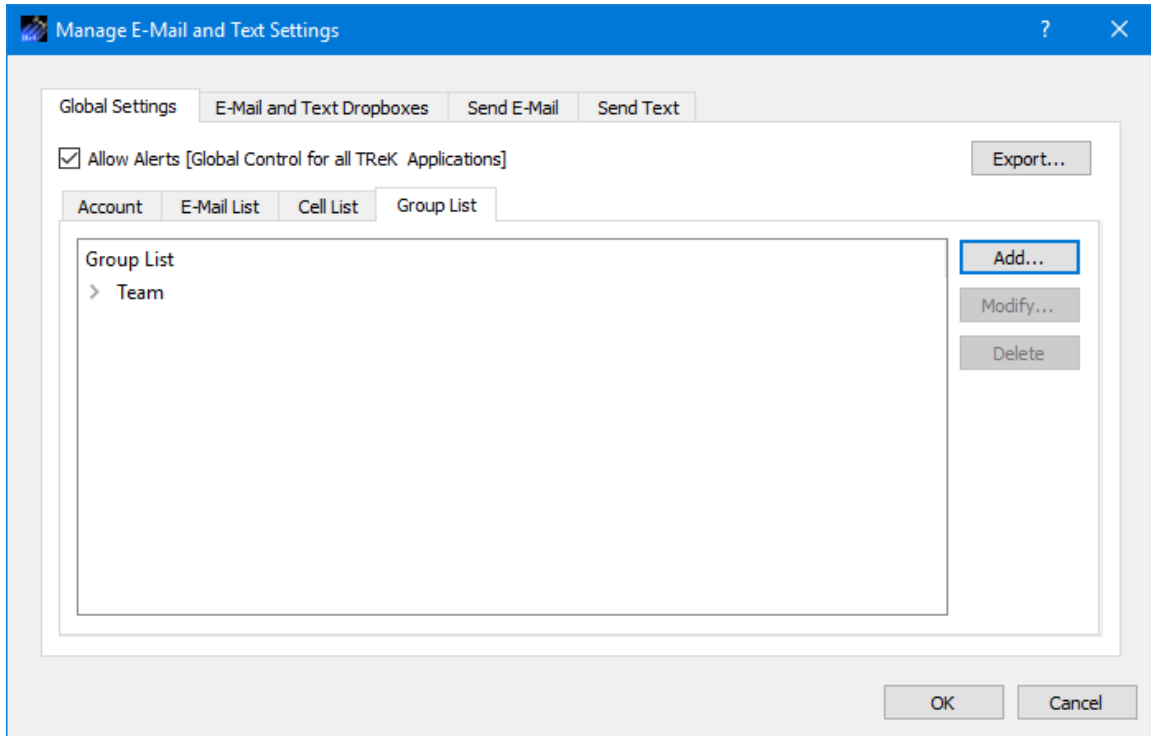 Manage E-Mail and Text Settings
Global Settings E-Mail and Text Dropboxes Send E-Mail Send Text
Allow Alerts [Global Control for all TReK Applications] Export...
Account E-Mail List Cell List Group List
Group List Add...
Team
Modify...
Delete
OK Cancel